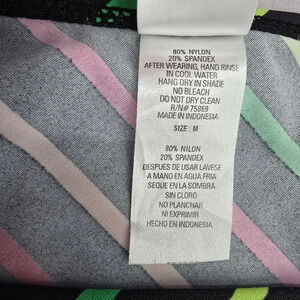 80% NYLON
20% SPANDEX
AFTER WEARING, HAND RINSE
IN COOL WATER
HANG DRY IN SHADE
NO BLEACH
DO NOT DRY CLEAN
R/N# 75869
MADE IN INDONESIA
SIZE : M
80% NILON
20% SPANDEX
DESPUES DE USAR LAVESE
A MANO EN AGUA FRIA
SEQUE EN LA SOMBRA
SIN CLORO
NO PLANCHAR
NI EXPRIMIR
HECHO EN INDONESIA